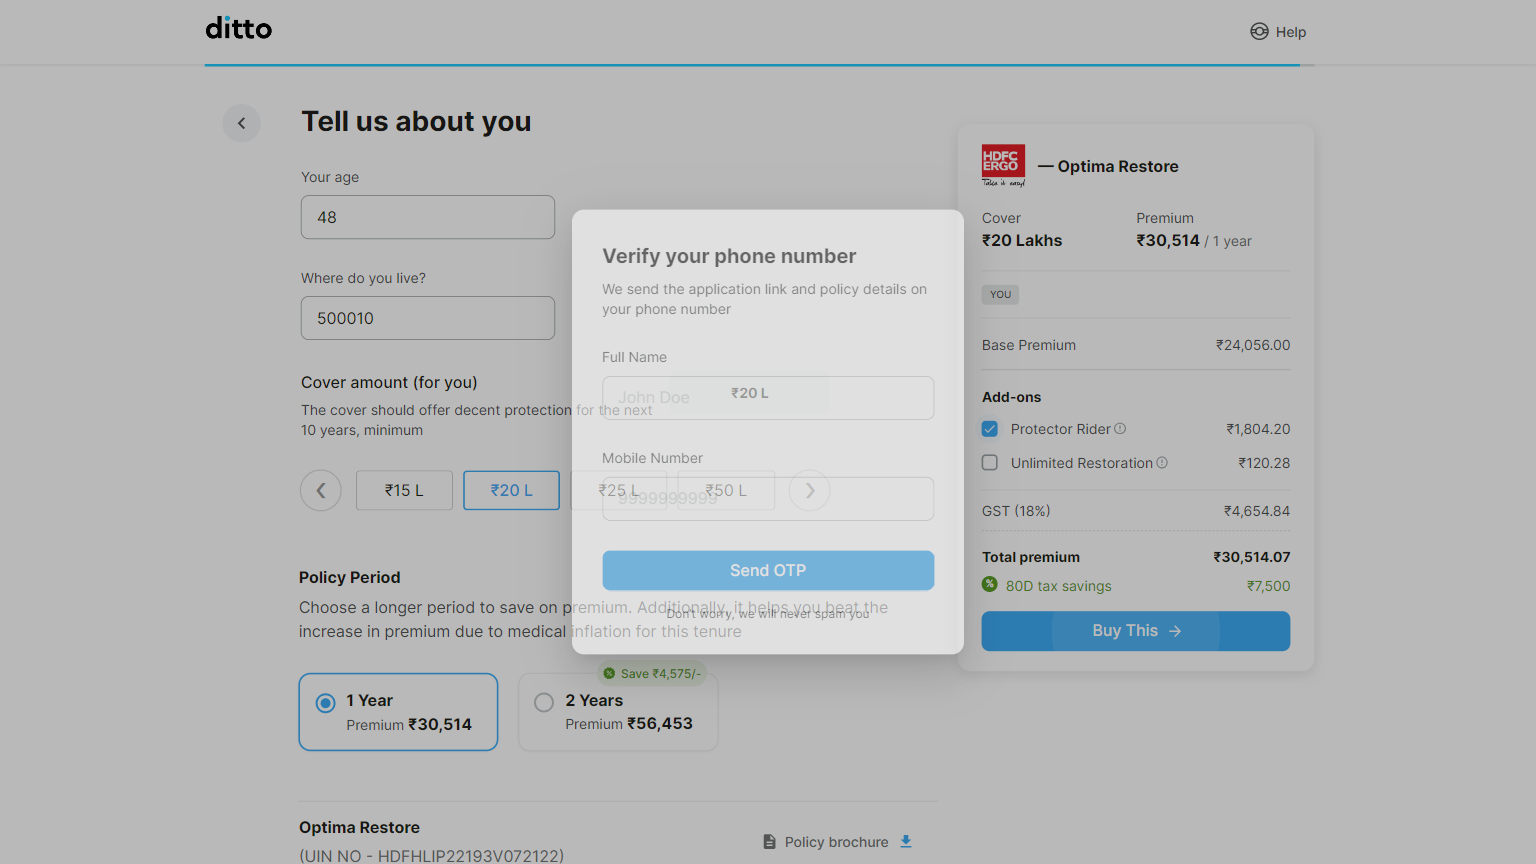 ditto
Help
Tell us about you
Your age
48
Where do you live?
500010
Cover amount (for you)
The cover should offer decent protection for the next
10 years, minimum
₹15 L
₹20 L
₹25 L
₹50 L
Policy Period
Choose a longer period to save on premium. Additionally, it helps you beat the
increase in premium due to medical inflation for this tenure
Save ₹4,575/-
1 Year
Premium ₹30,514
2 Years
Premium ₹56,453
Optima Restore
(UIN NO - HDFHLIP22193V072122)
Policy brochure
Verify your phone number
We send the application link and policy details on
your phone number
Full Name
John Doe
₹20 L
Mobile Number
9999999999
Send OTP
Don't worry, we will never spam you
HDFC
ERGO
Take it easy!
— Optima Restore
Cover
Premium
₹20 Lakhs
₹30,514 / 1 year
YOU
Base Premium
₹24,056.00
Add-ons
Protector Rider
₹1,804.20
Unlimited Restoration
₹120.28
GST (18%)
₹4,654.84
Total premium
₹30,514.07
80D tax savings
₹7,500
Buy This →